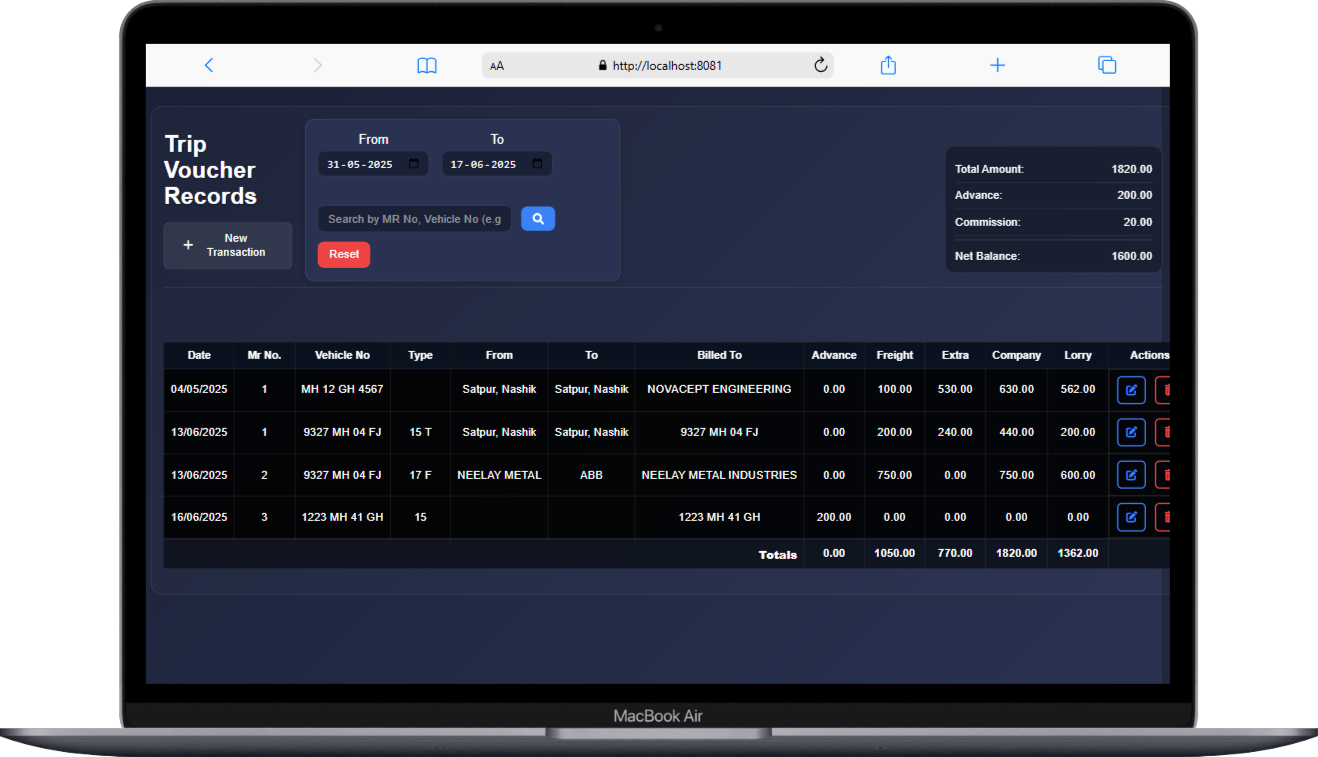 AA http://localhost:8081
Trip
Voucher
Records
New
Transaction
From To
31-05-2025 17-06-2025
Search by MR No, Vehicle No (e.g
Reset
Total Amount: 1820.00
Advance: 200.00
Commission: 20.00
Net Balance: 1600.00
Date Mr No. Vehicle No Type From To Billed To Advance Freight Extra Company Lorry Actions
04/05/2025 1 MH 12 GH 4567 Satpur, Nashik Satpur, Nashik NOVACEPT ENGINEERING 0.00 100.00 530.00 630.00 562.00
13/06/2025 1 9327 MH 04 FJ 15 T Satpur, Nashik Satpur, Nashik 9327 MH 04 FJ 0.00 200.00 240.00 440.00 200.00
13/06/2025 2 9327 MH 04 FJ 17 F NEELAY METAL ABB NEELAY METAL INDUSTRIES 0.00 750.00 0.00 750.00 600.00
16/06/2025 3 1223 MH 41 GH 15 1223 MH 41 GH 200.00 0.00 0.00 0.00 0.00
Totals 0.00 1050.00 770.00 1820.00 1362.00
MacBook Air